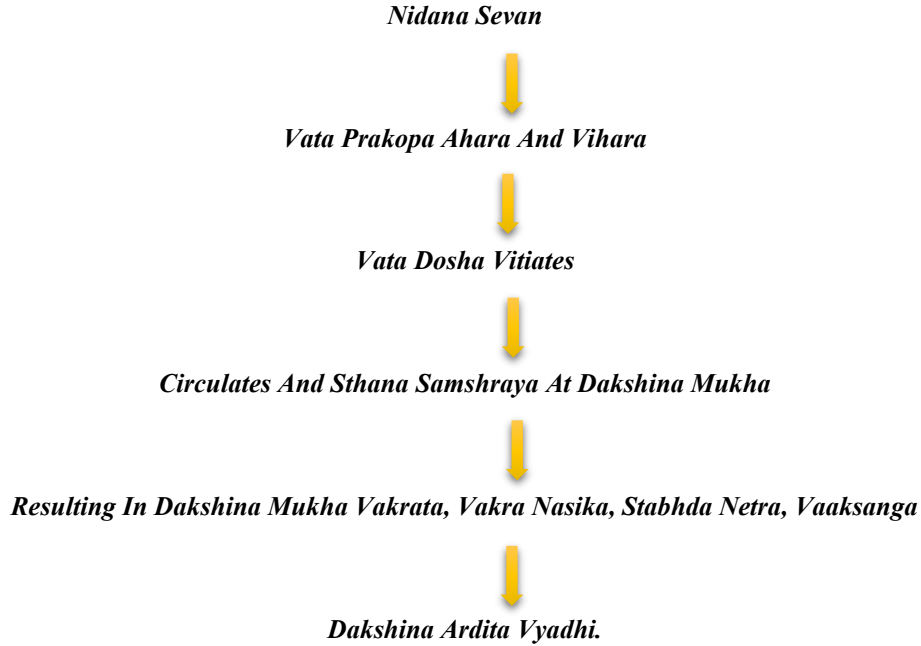 Nidana Sevan
Vata Prakopa Ahara And Vihara
Vata Dosha Vitiates
Circulates And Sthana Samshraya At Dakshina Mukha
Resulting In Dakshina Mukha Vakrata, Vakra Nasika, Stabhda Netra, Vaaksanga
Dakshina Ardita Vyadhi.